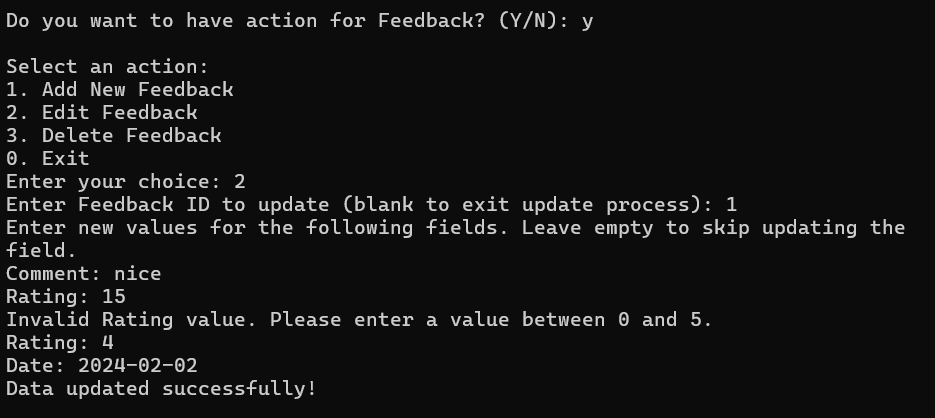 Do you want to have action for Feedback? (Y/N): y
Select an action:
1. Add New Feedback
2. Edit Feedback
3. Delete Feedback
0. Exit
Enter your choice: 2
Enter Feedback ID to update (blank to exit update process): 1
Enter new values for the following fields. Leave empty to skip updating the
field.
Comment: nice
Rating: 15
Invalid Rating value. Please enter a value between 0 and 5.
Rating: 4
Date: 2024-02-02
Data updated successfully!